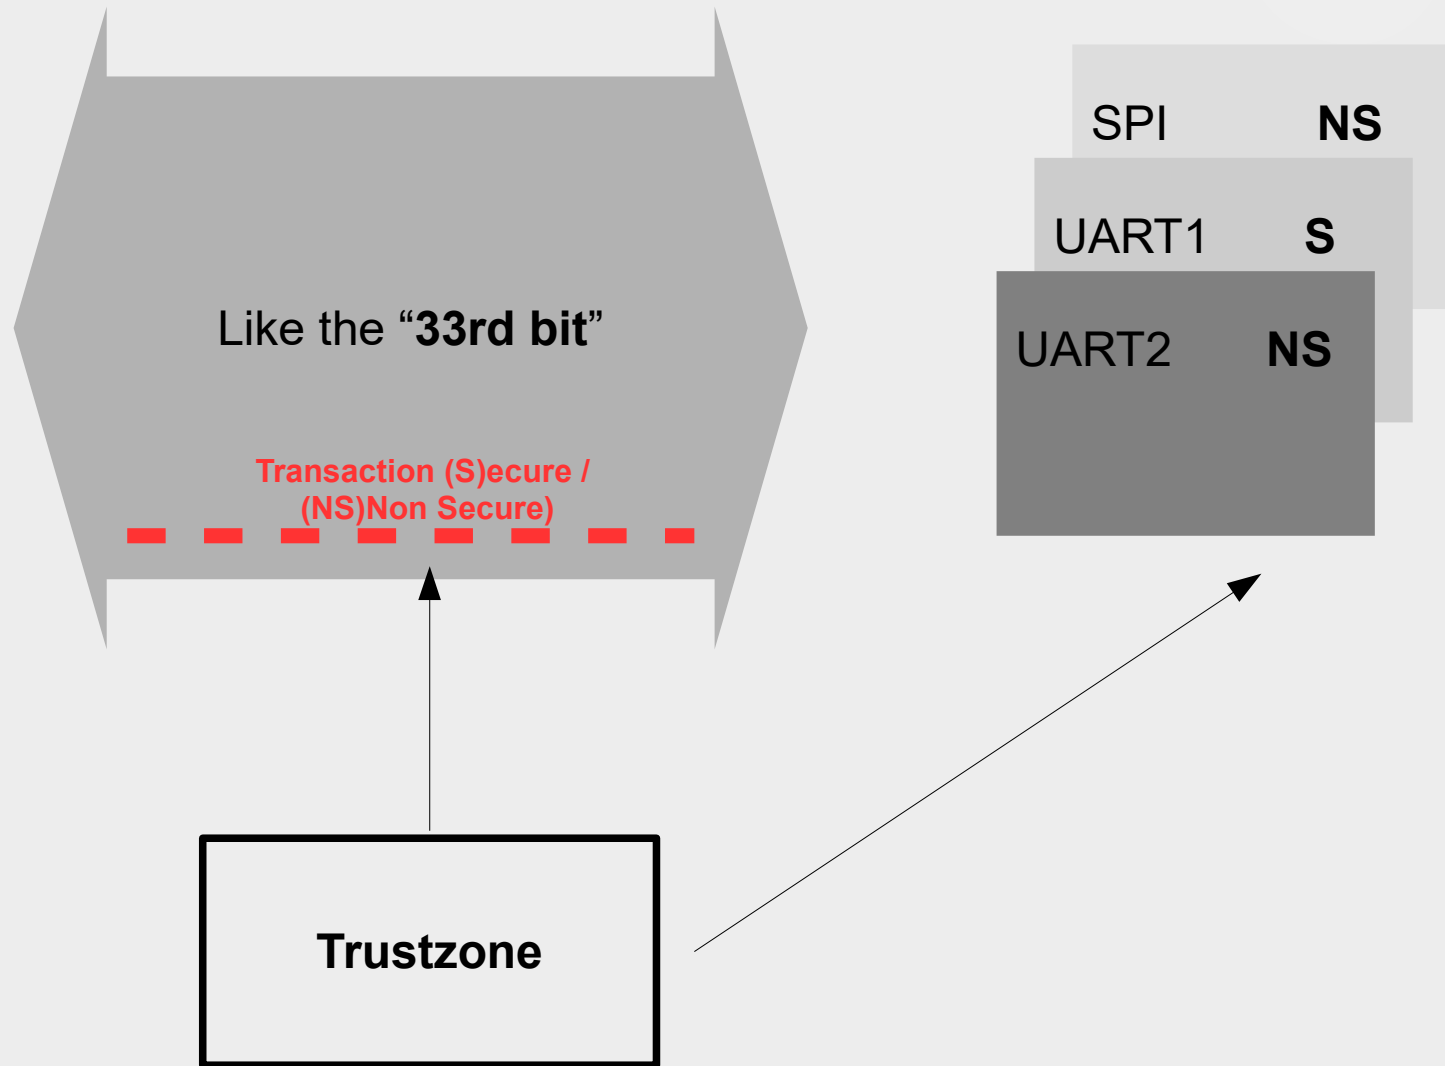 SPI NS
UART1 S
UART2 NS
Like the “33rd bit”
Transaction (S)ecure /
(NS)Non Secure)
Trustzone